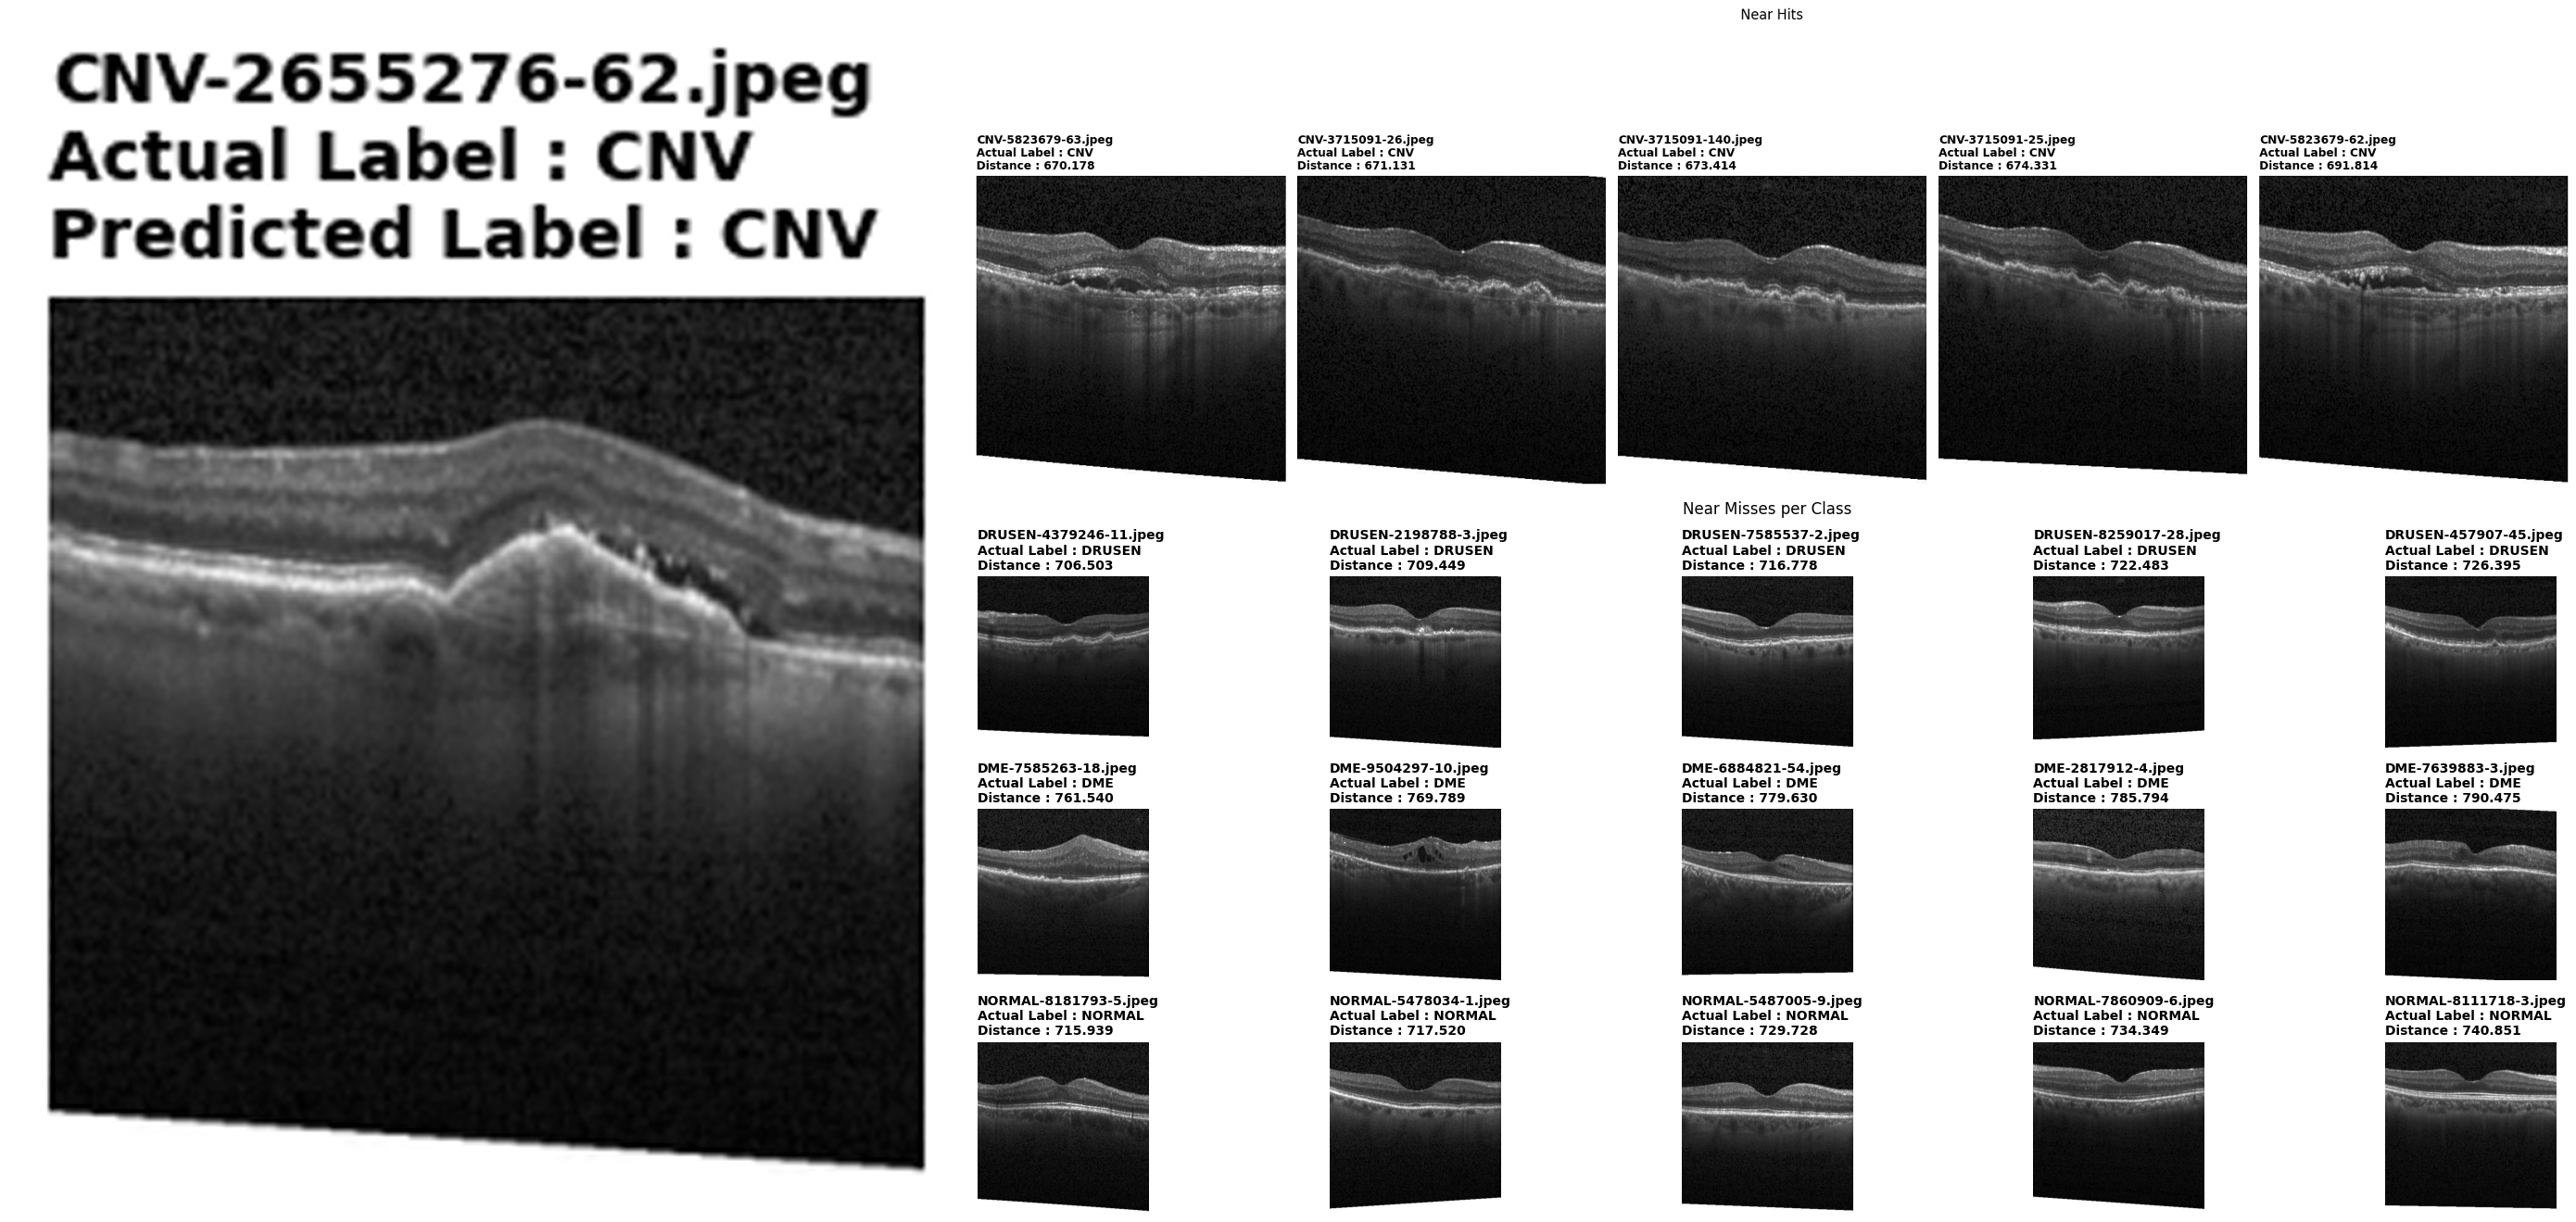 CNV-2655276-62.jpeg
Actual Label : CNV
Predicted Label : CNV
Near Hits
CNV-5823679-63.jpeg
Actual Label : CNV
Distance : 670.178
CNV-3715091-26.jpeg
Actual Label : CNV
Distance : 671.131
CNV-3715091-140.jpeg
Actual Label : CNV
Distance : 673.414
CNV-3715091-25.jpeg
Actual Label : CNV
Distance : 674.331
CNV-5823679-62.jpeg
Actual Label : CNV
Distance : 691.814
Near Misses per Class
DRUSEN-4379246-11.jpeg
Actual Label : DRUSEN
Distance : 706.503
DRUSEN-2198788-3.jpeg
Actual Label : DRUSEN
Distance : 709.449
DRUSEN-7585537-2.jpeg
Actual Label : DRUSEN
Distance : 716.778
DRUSEN-8259017-28.jpeg
Actual Label : DRUSEN
Distance : 722.483
DRUSEN-457907-45.jpeg
Actual Label : DRUSEN
Distance : 726.395
DME-7585263-18.jpeg
Actual Label : DME
Distance : 761.540
DME-9504297-10.jpeg
Actual Label : DME
Distance : 769.789
DME-6884821-54.jpeg
Actual Label : DME
Distance : 779.630
DME-2817912-4.jpeg
Actual Label : DME
Distance : 785.794
DME-7639883-3.jpeg
Actual Label : DME
Distance : 790.475
NORMAL-8181793-5.jpeg
Actual Label : NORMAL
Distance : 715.939
NORMAL-5478034-1.jpeg
Actual Label : NORMAL
Distance : 717.520
NORMAL-5487005-9.jpeg
Actual Label : NORMAL
Distance : 729.728
NORMAL-7860909-6.jpeg
Actual Label : NORMAL
Distance : 734.349
NORMAL-8111718-3.jpeg
Actual Label : NORMAL
Distance : 740.851